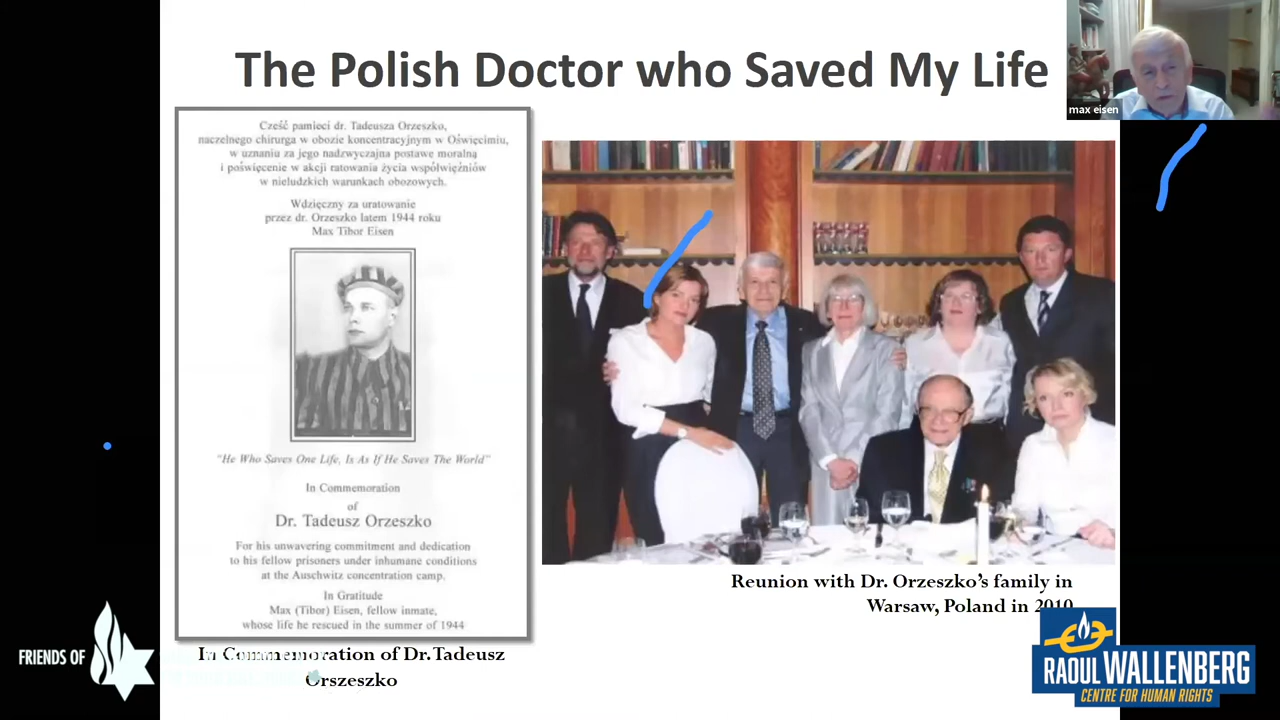 The Polish Doctor who Saved My Life
max eisen
Cześć pamieci dr. Tadeusza Orzeszko,
naczelnego chirurga w obozie koncentracyjnym w Oświęcimiu,
w uznaniu za jego nadzwyczajna postawe moralną
i poświęcenie w akcji ratowania życia wspólwięźniów
w nieludzkich warunkach obozowych.
Wdzięczny za uratowanie
przez dr. Orzeszko latem 1944 roku
Max Tibor Eisen
"He Who Saves One Life, Is As If He Saves The World"
In Commemoration
of
Dr. Tadeusz Orzeszko
For his unwavering commitment and dedication
to his fellow prisoners under inhumane conditions
at the Auschwitz concentration camp.
In Gratitude
Max (Tibor) Eisen, fellow inmate,
whose life he rescued in the summer of 1944
In Commemoration of Dr. Tadeusz
Orszeszko
Reunion with Dr. Orzeszko's family in
Warsaw, Poland in 2010
FRIENDS OF
RAOUL WALLENBERG
CENTRE FOR HUMAN RIGHTS